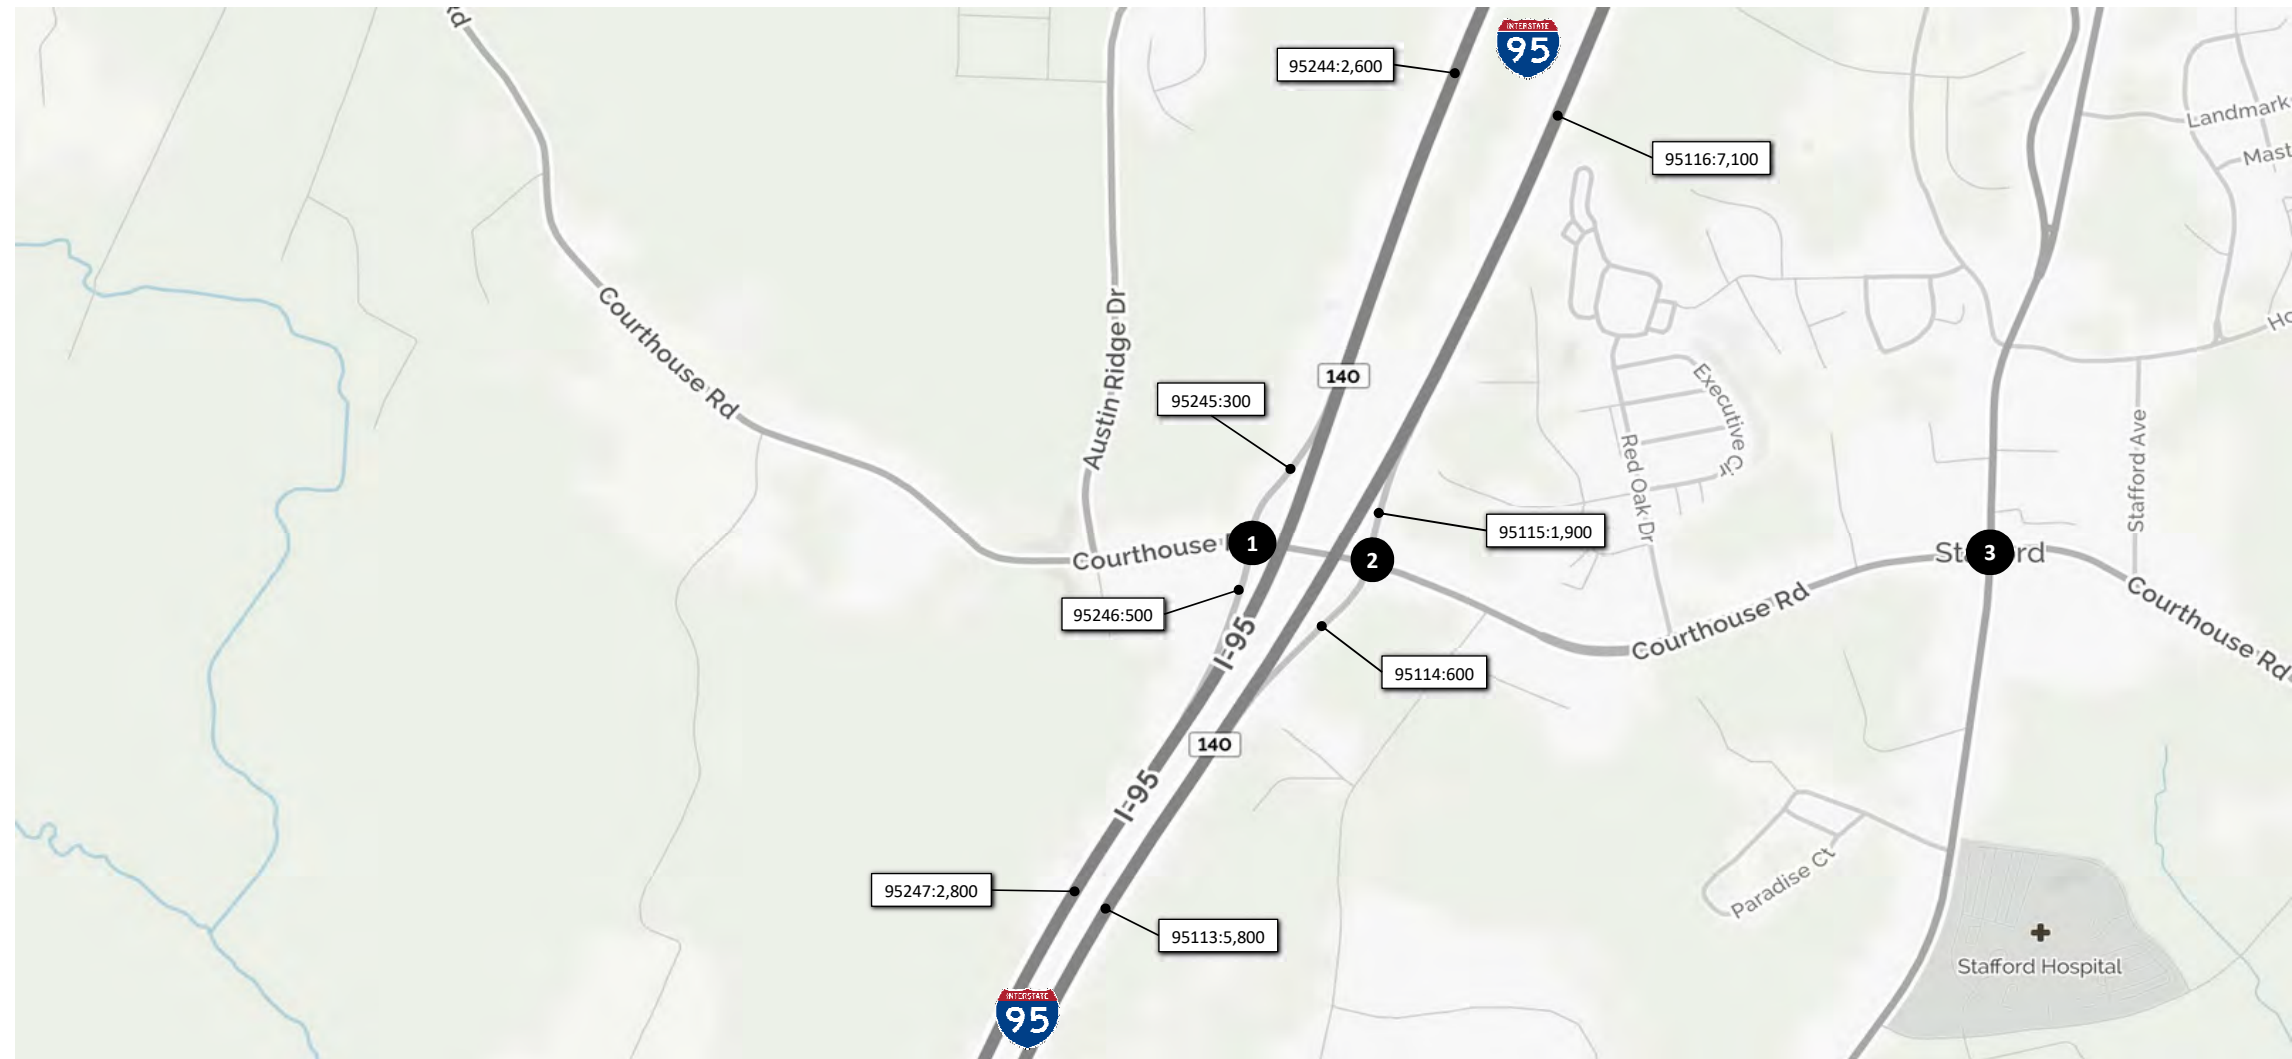 Rd
INTERSTATE
95
95244:2,600
95116:7,100
Landmark
Mast
Courthouse Rd
Austin Ridge Dr
140
95245:300
Executive Cir
Ho
Red Oak Dr
Stafford Ave
95115:1,900
1
2
3
Courthouse
95246:500
I-95
Courthouse Rd
Courthouse Rd
95114:600
140
I-95
Paradise Ct
95247:2,800
95113:5,800
Stafford Hospital
INTERSTATE
95